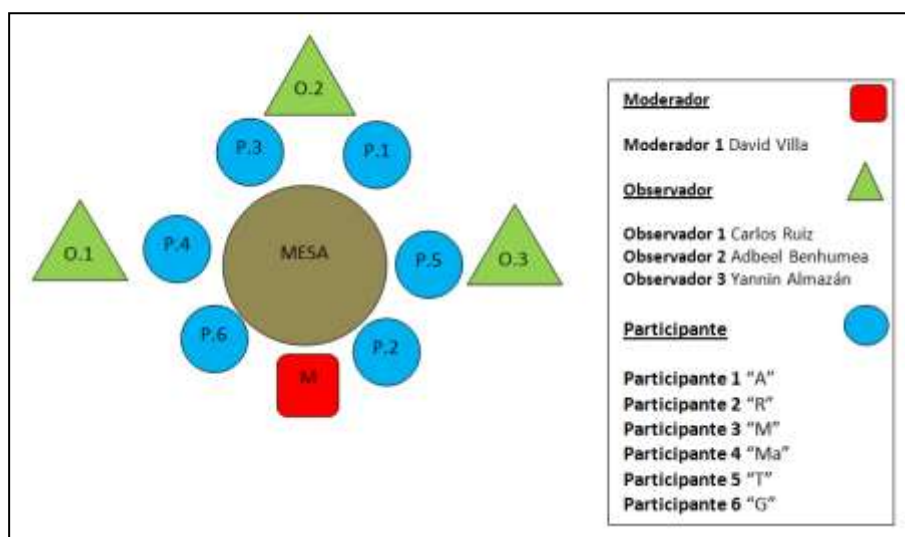 O.2
P.3
P.1
O.1
P.4
MESA
P.5
O.3
P.6
P.2
M
Moderador
Moderador 1 David Villa
Observador
Observador 1 Carlos Ruiz
Observador 2 Adbeel Benhumea
Observador 3 Yannin Almazán
Participante
Participante 1 “A”
Participante 2 “R”
Participante 3 “M”
Participante 4 “Ma”
Participante 5 “T”
Participante 6 “G”